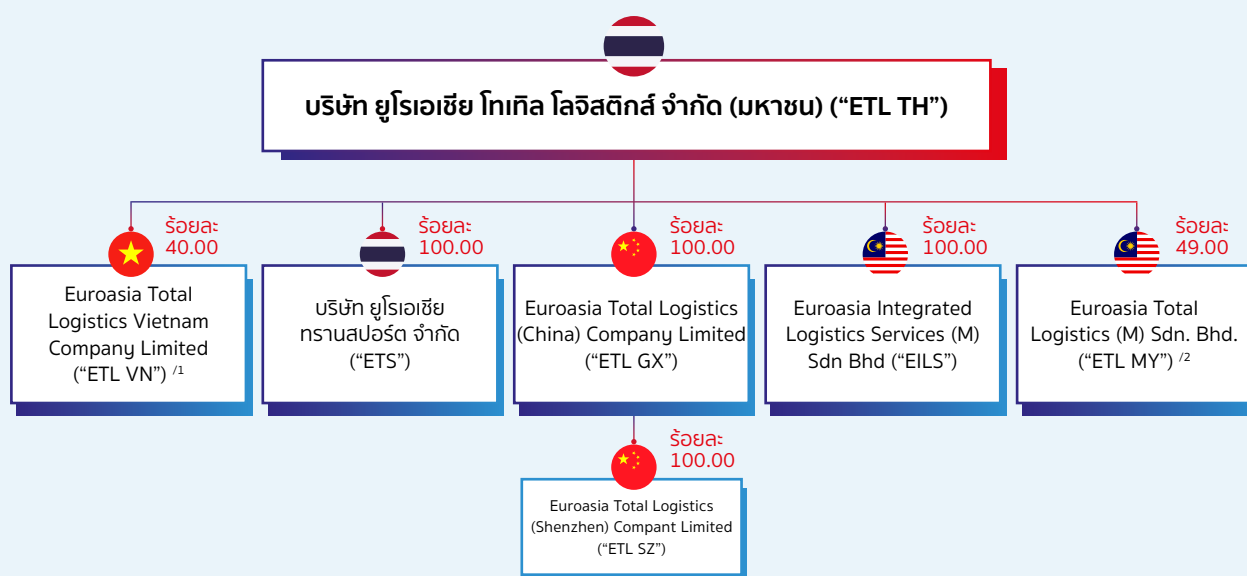 บริษัท ยูโรเอเชีย โทเทิล โลจิสติกส์ จำกัด (มหาชน) (“ETL TH”)
ร้อยละ
40.00
Euroasia Total
Logistics Vietnam
Company Limited
(“ETL VN”) /1
ร้อยละ
100.00
บริษัท ยูโรเอเชีย
ทรานสปอร์ต จำกัด
(“ETS”)
ร้อยละ
100.00
Euroasia Total Logistics
(China) Company Limited
(“ETL GX”)
ร้อยละ
100.00
Euroasia Integrated
Logistics Services (M)
Sdn Bhd (“EILS”)
ร้อยละ
49.00
Euroasia Total
Logistics (M) Sdn. Bhd.
(“ETL MY”) /2
ร้อยละ
100.00
Euroasia Total Logistics
(Shenzhen) Compant Limited
(“ETL SZ”)